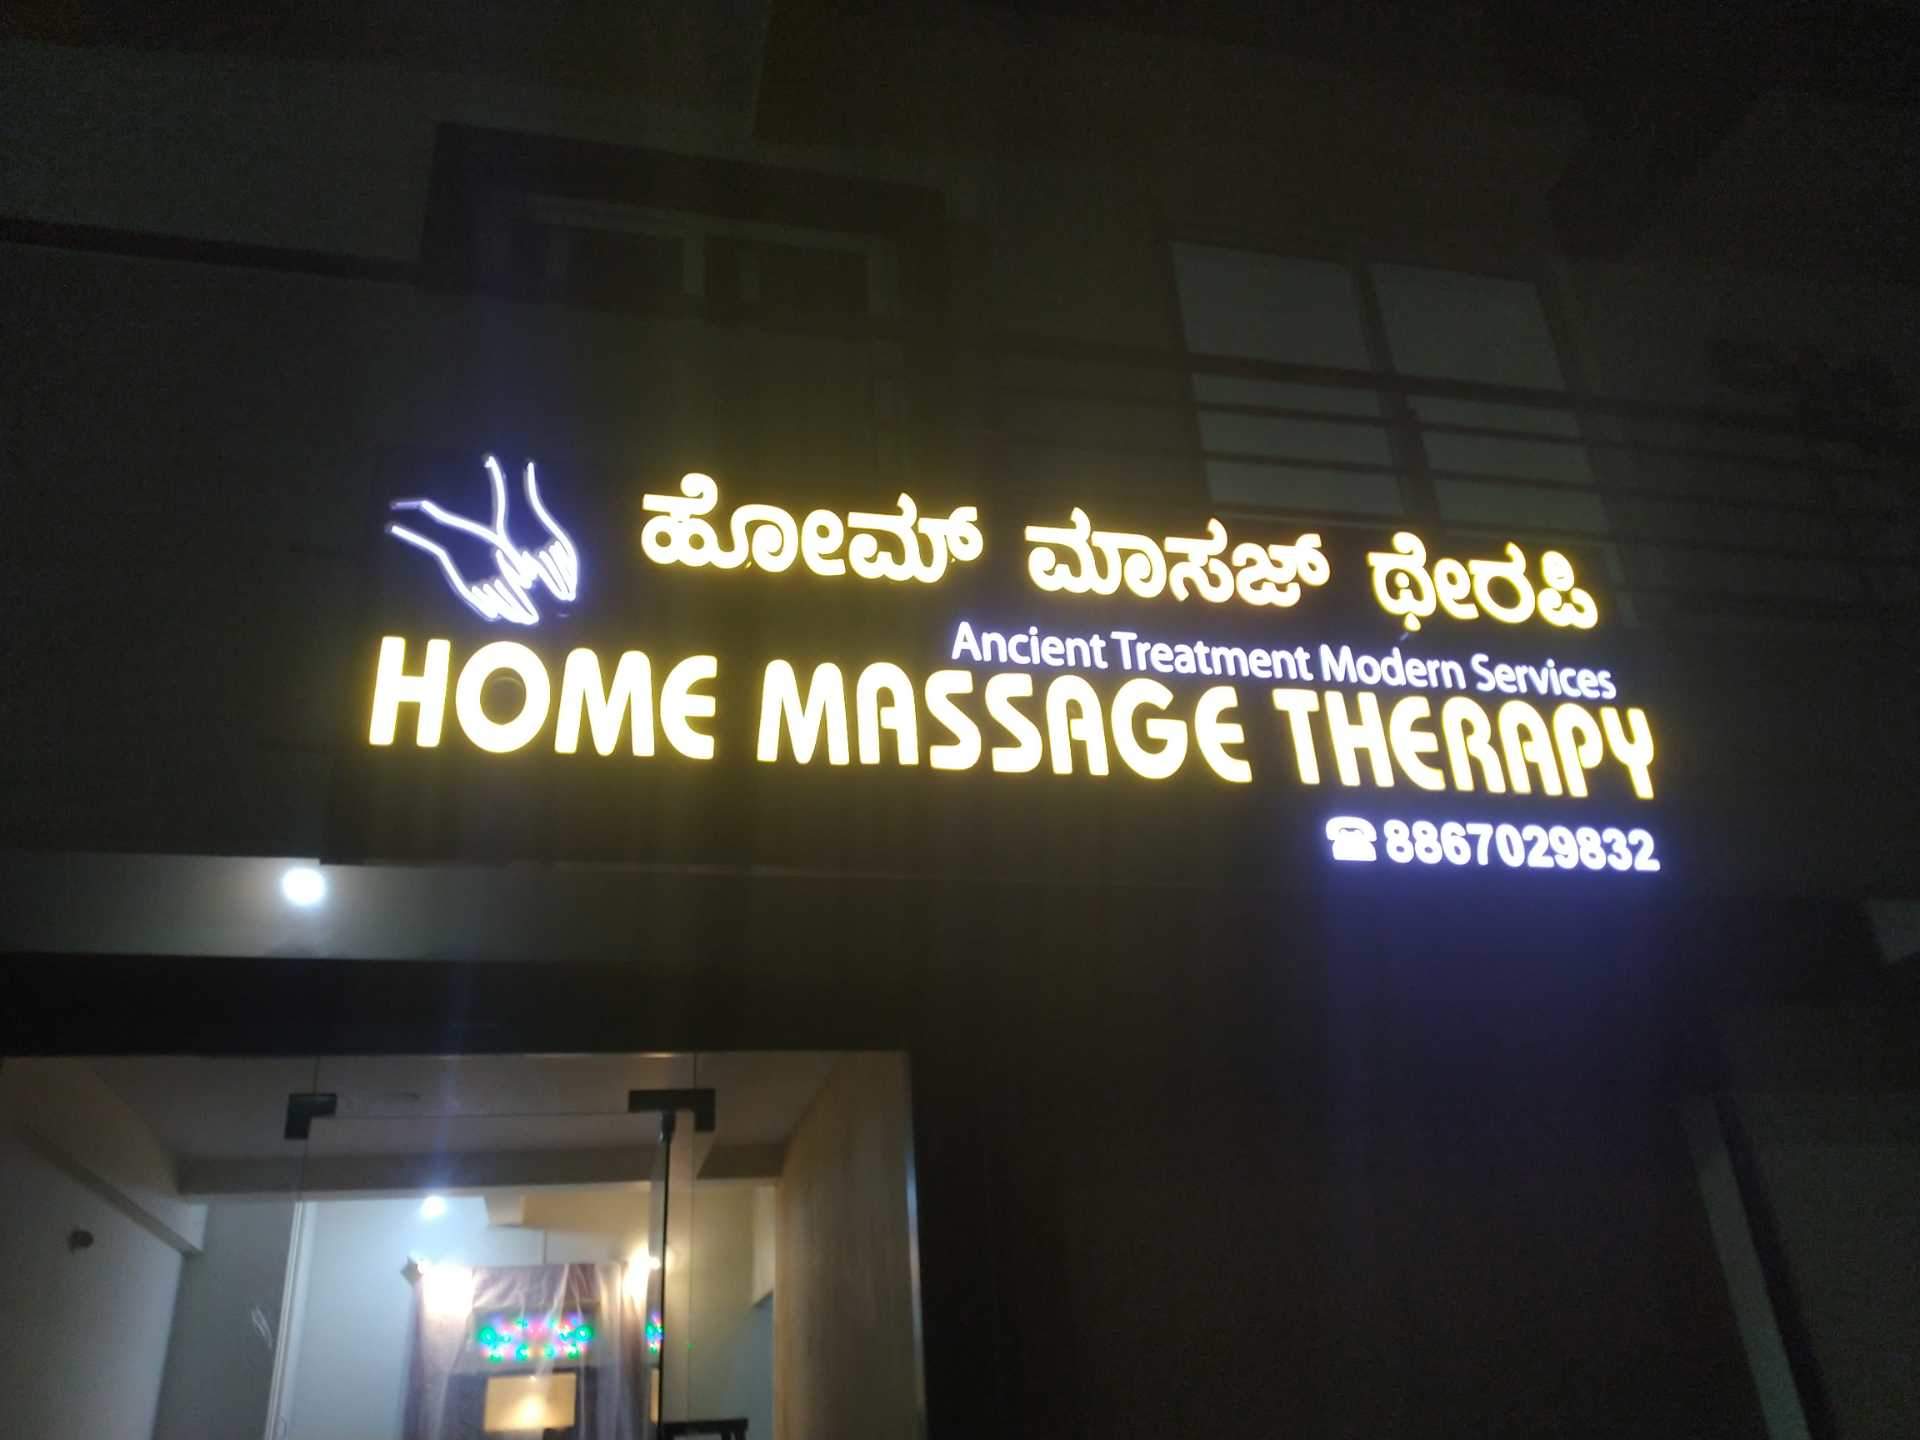 ಹೋಮ್ ಮಾಸಜ್ ಥೇರಪಿ
Ancient Treatment Modern Services
HOME MASSAGE THERAPY
☎8867029832